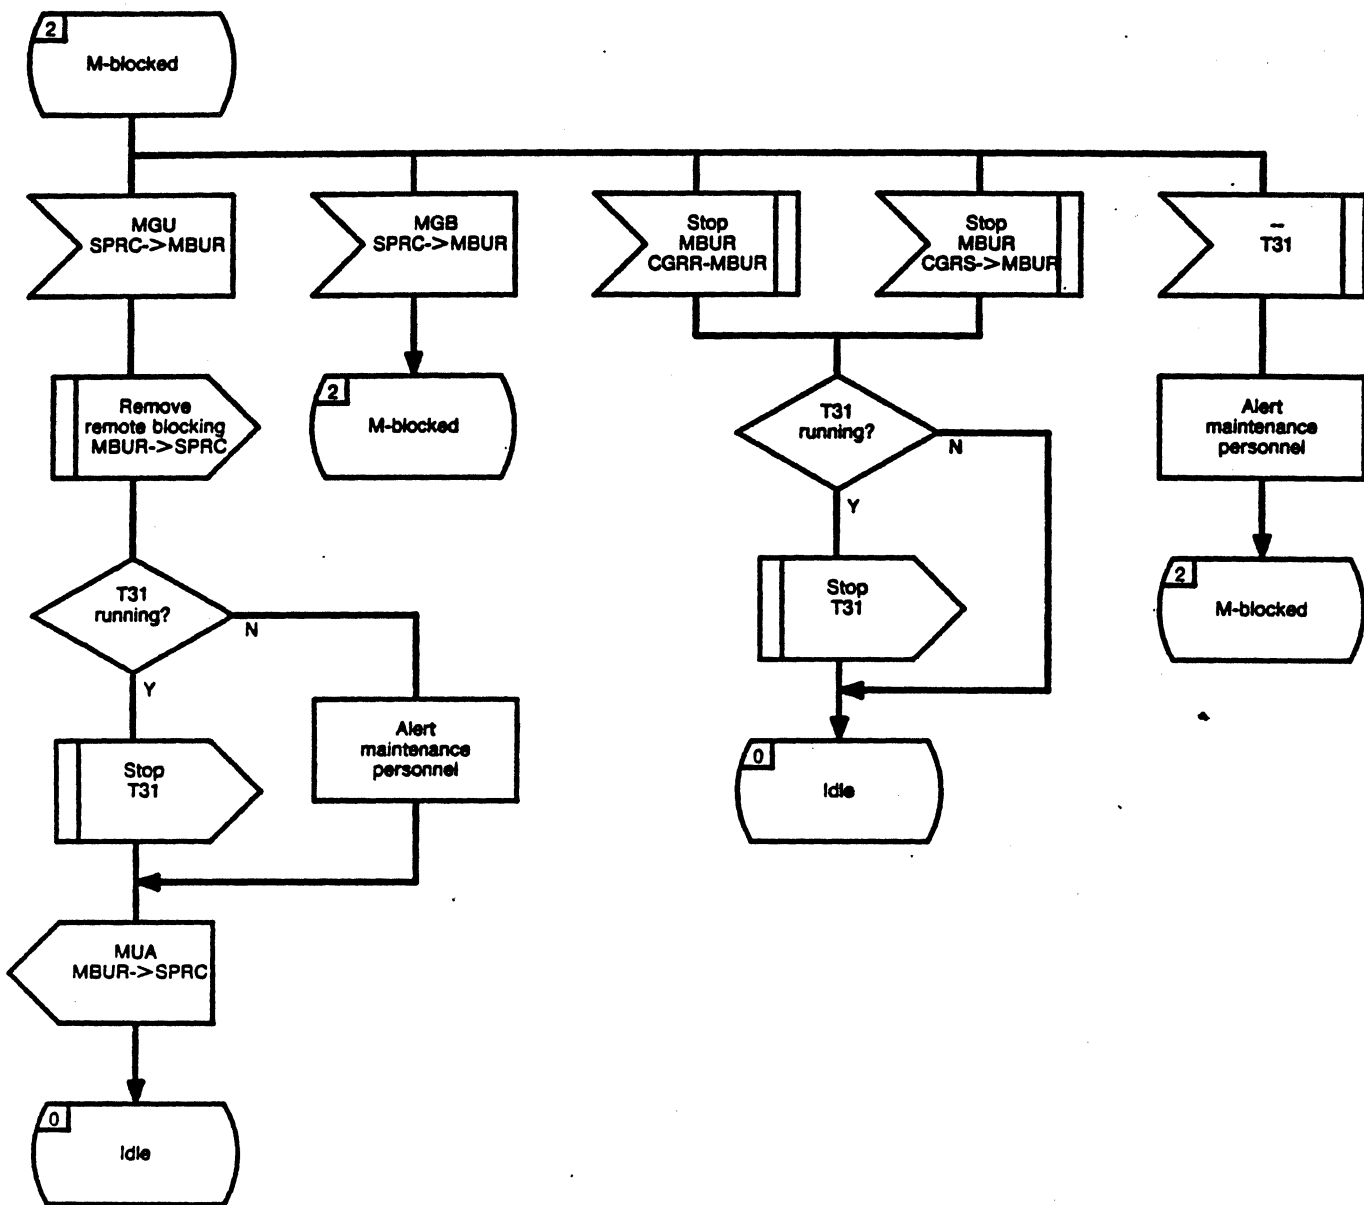 2
M-blocked
MGU
SPRC->MBUR
MGB
SPRC->MBUR
Stop
MBUR
CGRR-MBUR
Stop
MBUR
CGRS->MBUR
T31
Remove
remote blocking
MBUR->SPRC
2
M-blocked
T31
running?
N
Y
Alert
maintenance
personnel
Stop
T31
2
M-blocked
T31
running?
N
Y
Alert
maintenance
personnel
Stop
T31
0
Idle
MUA
MBUR->SPRC
0
Idle